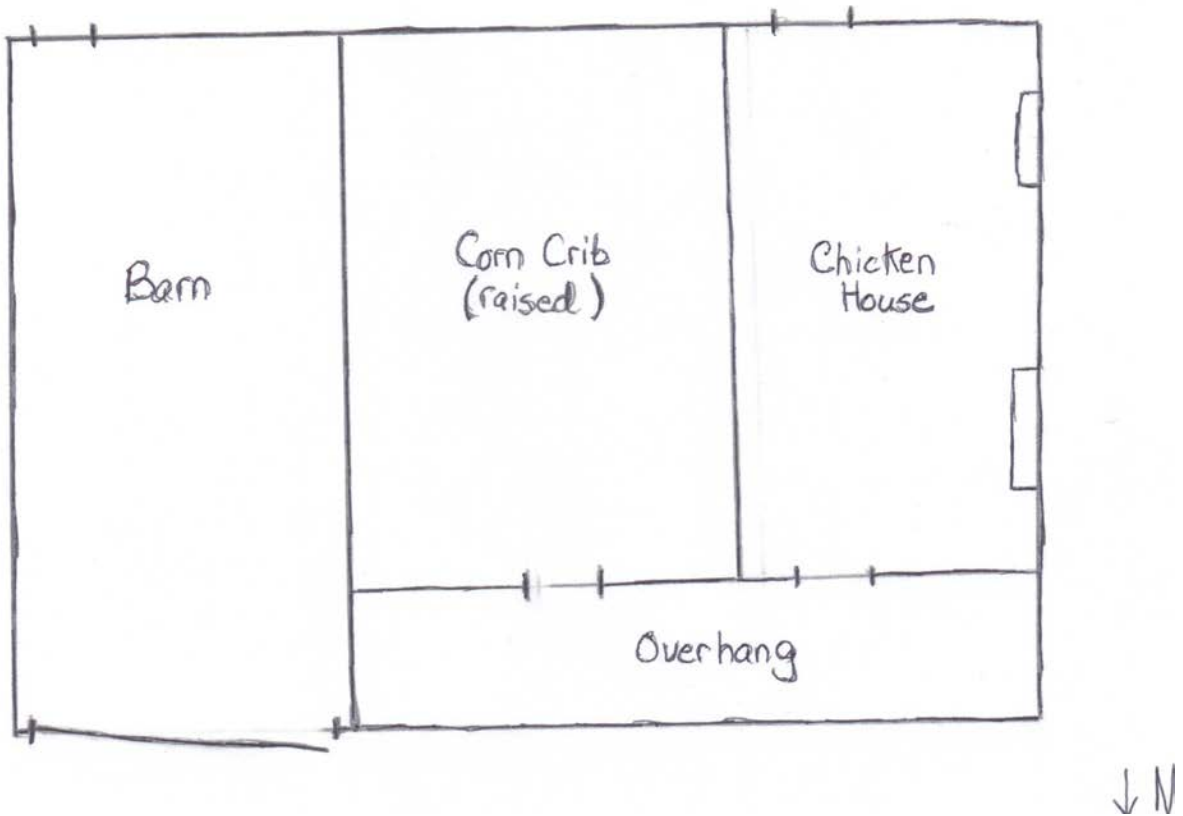 Barn
Corn Crib
(raised)
Chicken
House
Overhang
↓ N